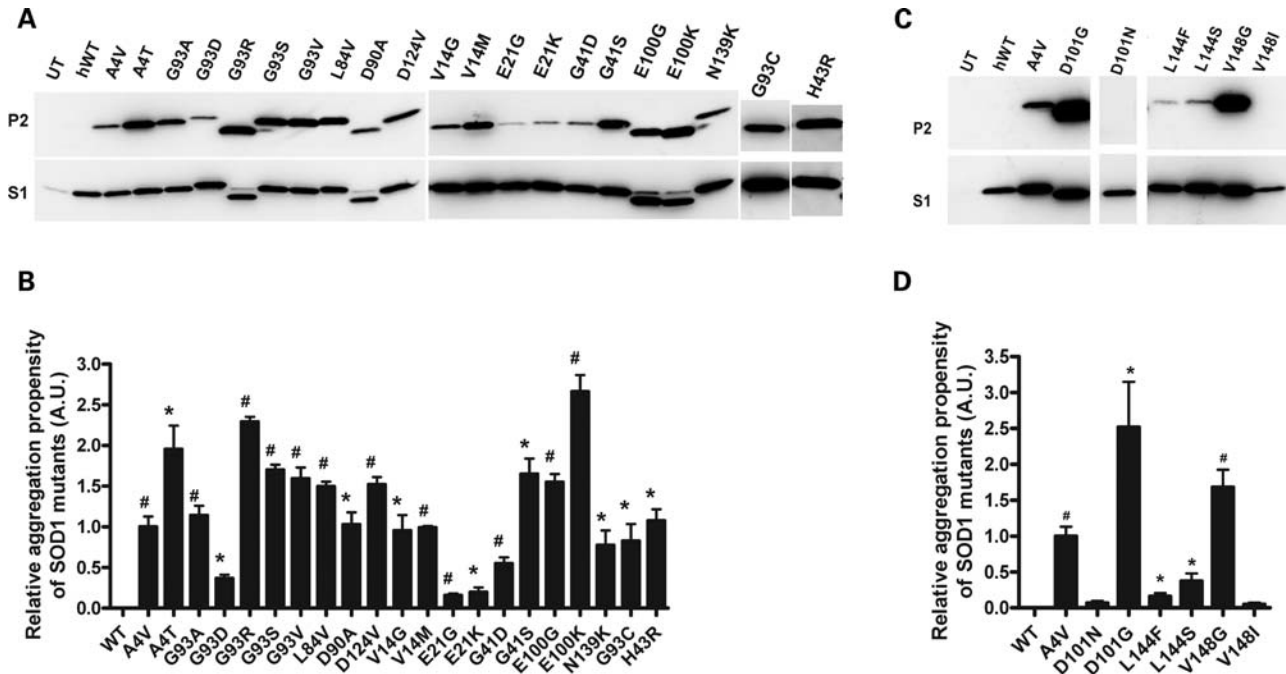 A
UT hWT A4V A4T G93A G93D G93R G93S G93V L84V D90A D124V V14G V14M E21G E21K G41D G41S E100G E100K N139K G93C H43R
P2
S1
C
UT hWT A4V D101G D101N L144F L144S V148G V148I
P2
S1
B
Relative aggregation propensity
of SOD1 mutants (A.U.)
3.0
2.5
2.0
1.5
1.0
0.5
0.0
# * # * # # # # * # * # # * # * # # * * *
WT A4V A4T G93A G93D G93R G93S G93V L84V D90A D124V V14G V14M E21G E21K G41D G41S E100G E100K N139K G93C H43R
D
Relative aggregation propensity
of SOD1 mutants (A.U.)
3.5
3.0
2.5
2.0
1.5
1.0
0.5
0.0
# * * * #
WT A4V D101N D101G L144F L144S V148G V148I